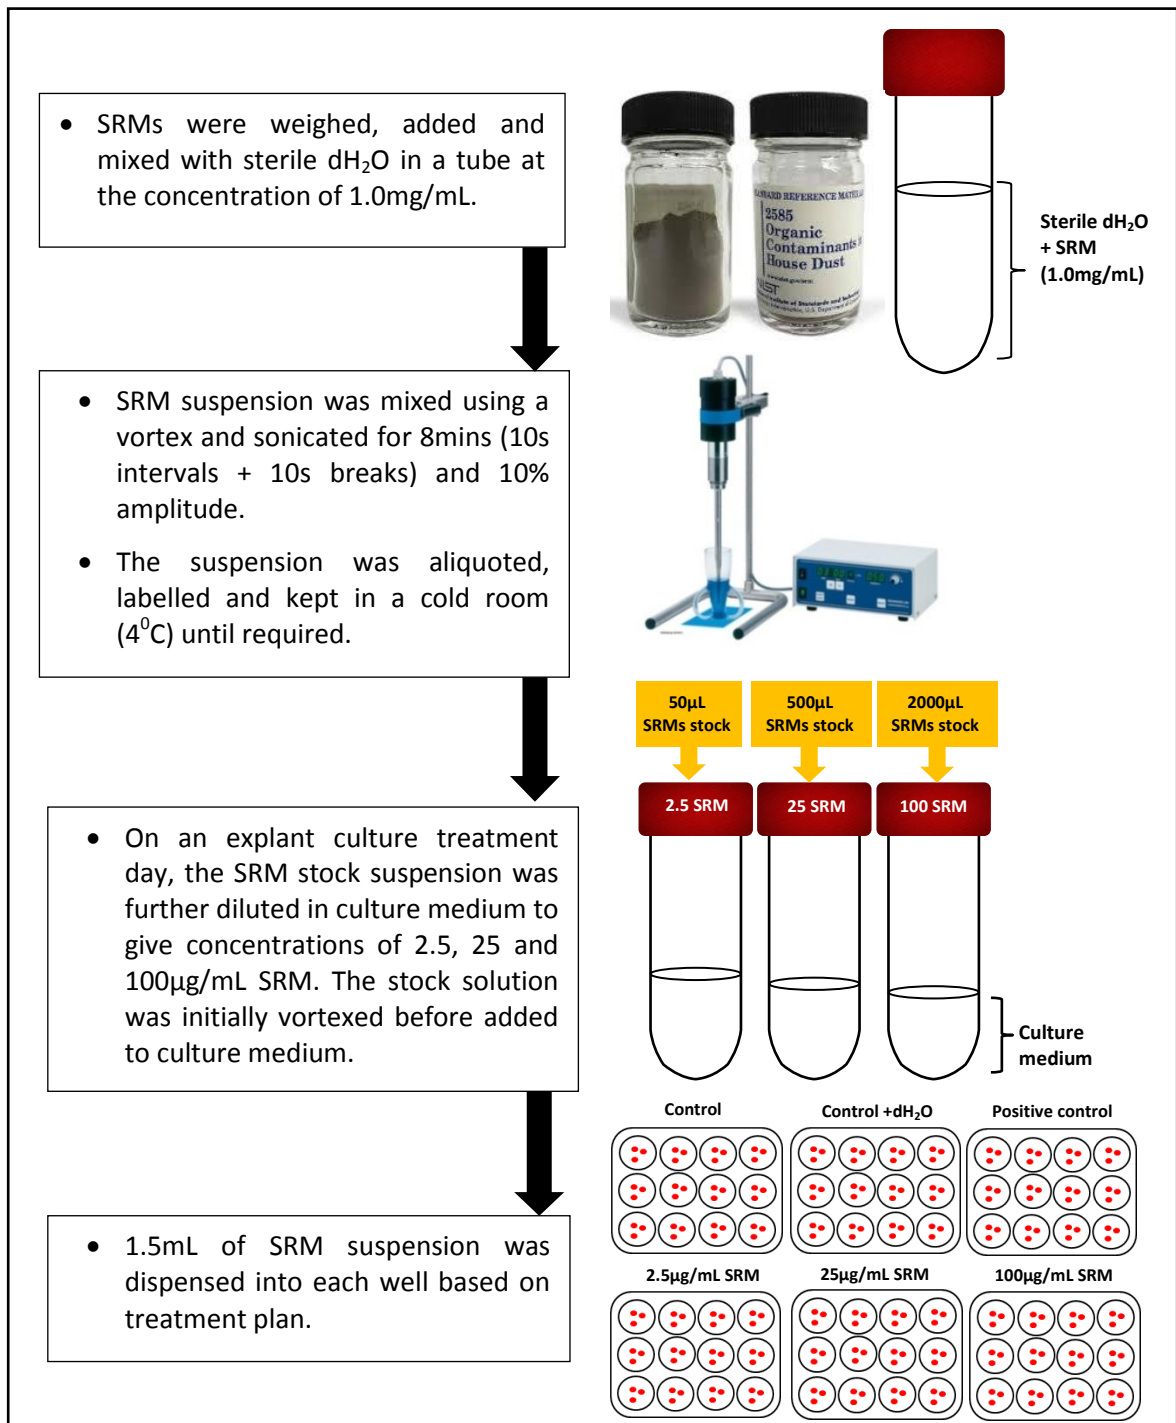 • SRMs were weighed, added and
mixed with sterile dH₂O in a tube at
the concentration of 1.0mg/mL.
2585
Organic
Contaminants
House Dust
Sterile dH₂O
+ SRM
(1.0mg/mL)
• SRM suspension was mixed using a
vortex and sonicated for 8mins (10s
intervals + 10s breaks) and 10%
amplitude.
• The suspension was aliquoted,
labelled and kept in a cold room
(4⁰C) until required.
50µL
SRMs stock
500µL
SRMs stock
2000µL
SRMs stock
2.5 SRM
25 SRM
100 SRM
• On an explant culture treatment
day, the SRM stock suspension was
further diluted in culture medium to
give concentrations of 2.5, 25 and
100µg/mL SRM. The stock solution
was initially vortexed before added
to culture medium.
Culture
medium
Control
Control +dH₂O
Positive control
• 1.5mL of SRM suspension was
dispensed into each well based on
treatment plan.
2.5µg/mL SRM
25µg/mL SRM
100µg/mL SRM